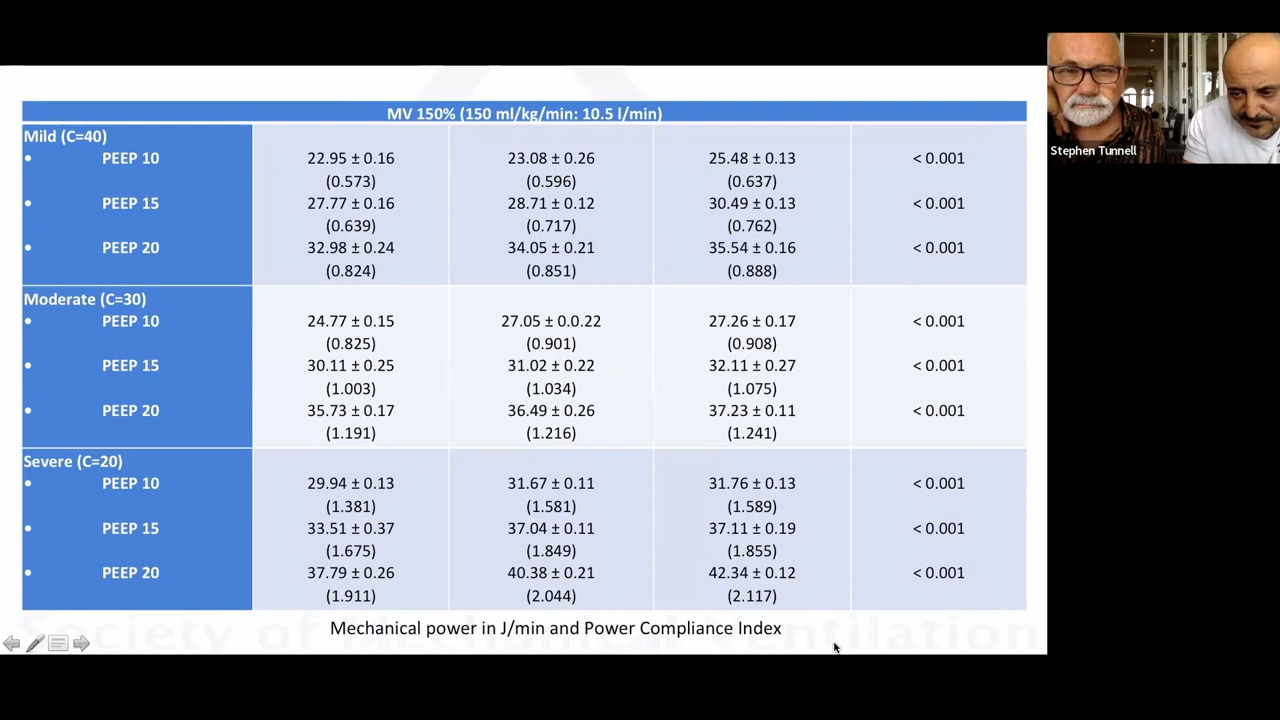 MV 150% (150 ml/kg/min: 10.5 l/min)
Mild (C=40)
• PEEP 10 22.95 ± 0.16 23.08 ± 0.26 25.48 ± 0.13 < 0.001
(0.573) (0.596) (0.637)
• PEEP 15 27.77 ± 0.16 28.71 ± 0.12 30.49 ± 0.13 < 0.001
(0.639) (0.717) (0.762)
• PEEP 20 32.98 ± 0.24 34.05 ± 0.21 35.54 ± 0.16 < 0.001
(0.824) (0.851) (0.888)
Moderate (C=30)
• PEEP 10 24.77 ± 0.15 27.05 ± 0.0.22 27.26 ± 0.17 < 0.001
(0.825) (0.901) (0.908)
• PEEP 15 30.11 ± 0.25 31.02 ± 0.22 32.11 ± 0.27 < 0.001
(1.003) (1.034) (1.075)
• PEEP 20 35.73 ± 0.17 36.49 ± 0.26 37.23 ± 0.11 < 0.001
(1.191) (1.216) (1.241)
Severe (C=20)
• PEEP 10 29.94 ± 0.13 31.67 ± 0.11 31.76 ± 0.13 < 0.001
(1.381) (1.581) (1.589)
• PEEP 15 33.51 ± 0.37 37.04 ± 0.11 37.11 ± 0.19 < 0.001
(1.675) (1.849) (1.855)
• PEEP 20 37.79 ± 0.26 40.38 ± 0.21 42.34 ± 0.12 < 0.001
(1.911) (2.044) (2.117)
Mechanical power in J/min and Power Compliance Index
Society of Mechanical Ventilation
Stephen Tunnell